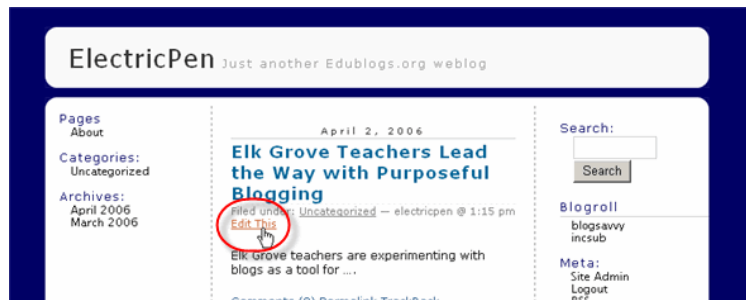 ElectricPen Just another Edublogs.org weblog
Pages
About
Categories:
Uncategorized
Archives:
April 2006
March 2006
April 2, 2006
Elk Grove Teachers Lead
the Way with Purposeful
Blogging
Filed under: Uncategorized — electricpen @ 1:15 pm
Edit This
Elk Grove teachers are experimenting with
blogs as a tool for ....
Comments (0) Permalink TrackBack
Search:
Search
Blogroll
blogsavvy
incsub
Meta:
Site Admin
Logout
RSS